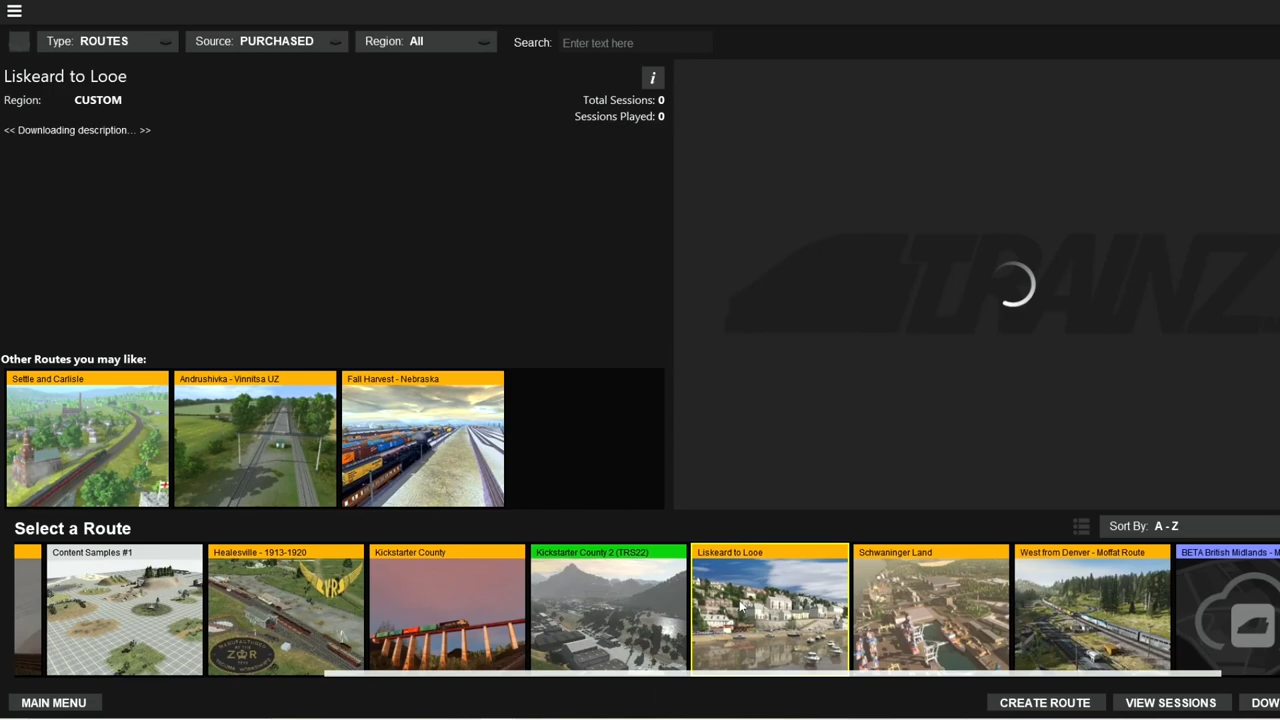 Type: ROUTES
Source: PURCHASED
Region: All
Search: Enter text here
Liskeard to Looe
i
Region: CUSTOM
Total Sessions: 0
Sessions Played: 0
<< Downloading description... >>
TRAINZ
Other Routes you may like:
Settle and Carlisle
Andrushivka - Vinnitsa UZ
Fall Harvest - Nebraska
Select a Route
Sort By: A - Z
Content Samples #1
Healesville - 1913-1920
Kickstarter County
Kickstarter County 2 (TRS22)
Liskeard to Looe
Schwaninger Land
West from Denver - Moffat Route
BETA British Midlands - M
MAIN MENU
CREATE ROUTE
VIEW SESSIONS
DOW